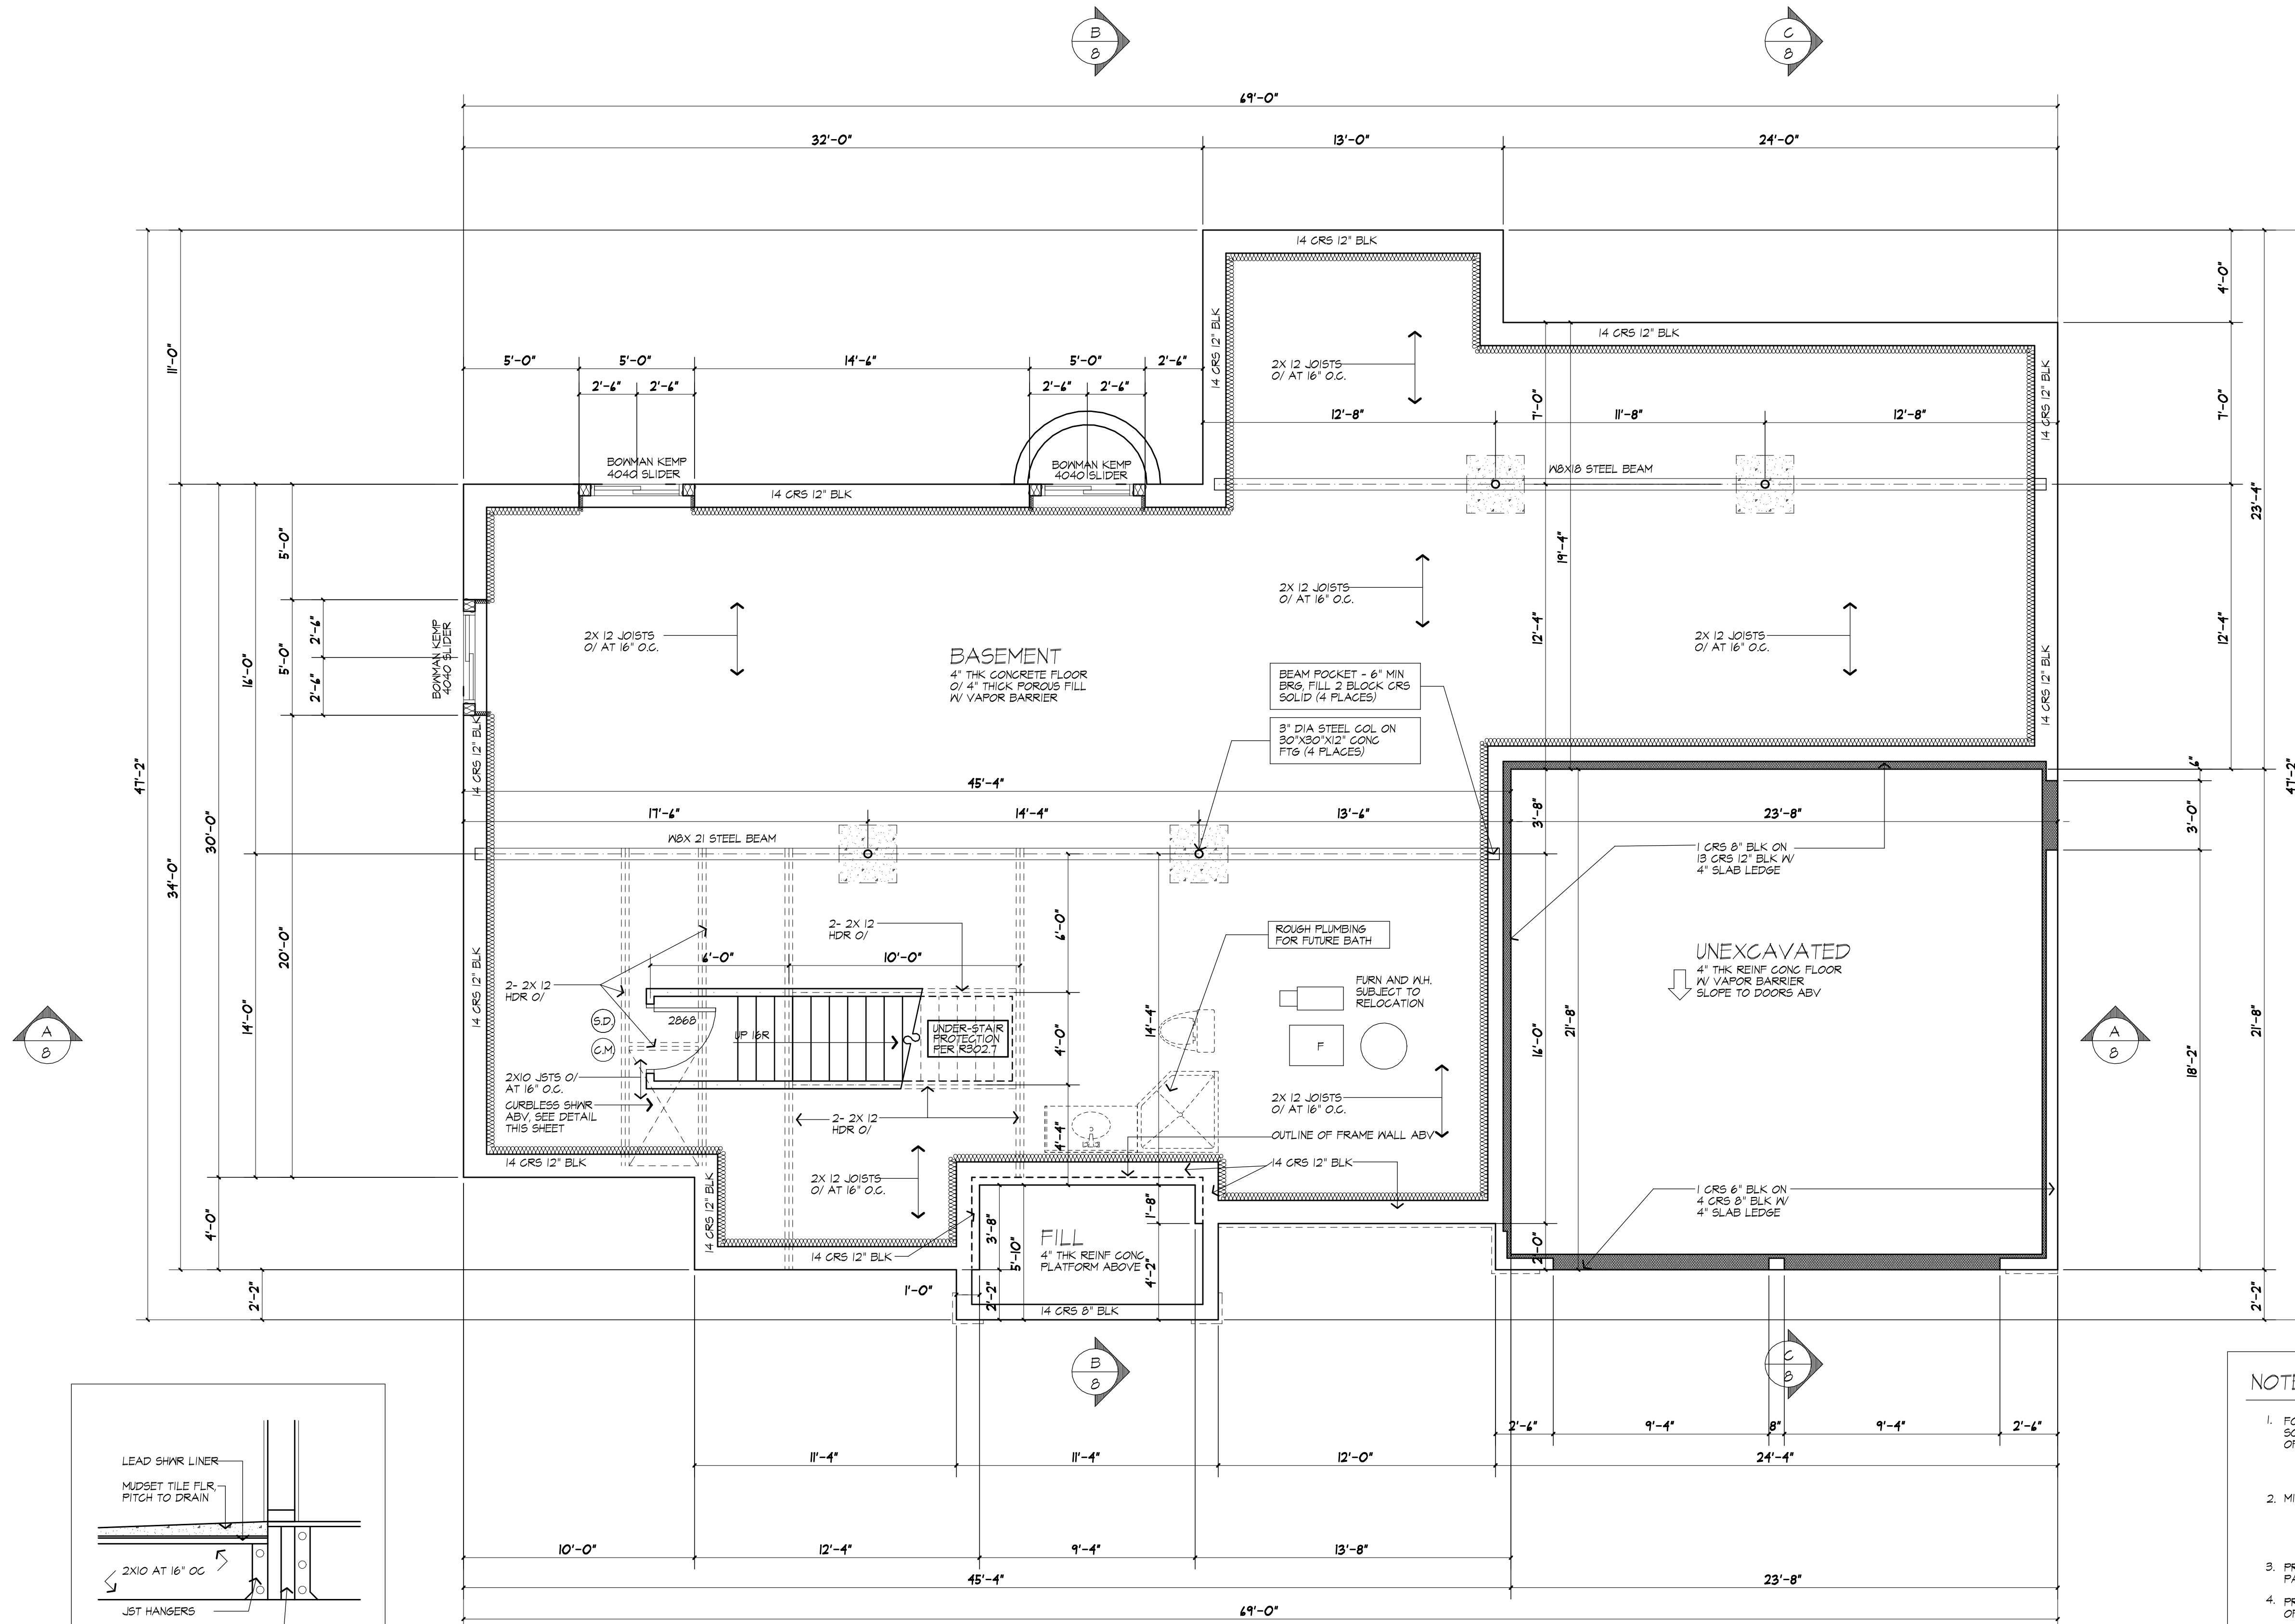 B
8
C
8
69'-0"
32'-0"
13'-0"
24'-0"
14 CRS 12" BLK
14 CRS 12" BLK
14 CRS 12" BLK
14 CRS 12" BLK
4'-0"
11'-0"
5'-0"
5'-0"
14'-6"
5'-0"
2'-6"
2'-6"
2'-6"
2'-6"
2'-6"
2X 12 JOISTS
O/ AT 16" O.C.
12'-8"
7'-0"
11'-8"
12'-8"
7'-0"
BOWMAN KEMP
4040 SLIDER
BOWMAN KEMP
4040 SLIDER
14 CRS 12" BLK
W8X18 STEEL BEAM
23'-4"
5'-0"
19'-4"
2X 12 JOISTS
O/ AT 16" O.C.
2'-6"
5'-0"
2'-6"
16'-0"
BOWMAN KEMP
4040 SLIDER
2X 12 JOISTS
O/ AT 16" O.C.
12'-4"
2X 12 JOISTS
O/ AT 16" O.C.
12'-4"
BASEMENT
4" THK CONCRETE FLOOR
O/ 4" THICK POROUS FILL
W/ VAPOR BARRIER
BEAM POCKET - 6" MIN
BRG, FILL 2 BLOCK CRS
SOLID (4 PLACES)
14 CRS 12" BLK
3" DIA STEEL COL ON
30"X30"X12" CONC
FTG (4 PLACES)
14 CRS 12" BLK
47'-2"
34'-0"
30'-0"
45'-4"
6"
47'-2"
17'-6"
14'-4"
13'-6"
3'-8"
23'-8"
3'-0"
W8X 21 STEEL BEAM
1 CRS 8" BLK ON
13 CRS 12" BLK W/
4" SLAB LEDGE
20'-0"
14'-0"
14 CRS 12" BLK
2- 2X 12
HDR O/
6'-0"
ROUGH PLUMBING
FOR FUTURE BATH
6'-0"
10'-0"
UNEXCAVATED
4" THK REINF CONC FLOOR
W/ VAPOR BARRIER
SLOPE TO DOORS ABV
2- 2X 12
HDR O/
FURN AND W.H.
SUBJECT TO
RELOCATION
A
8
S.D.
2868
C.M.
UP 16R
UNDER-STAIR
PROTECTION
PER R302.7
4'-0"
14'-4"
F
16'-0"
21'-8"
A
8
18'-2"
21'-8"
2X10 JSTS O/
AT 16" O.C.
CURBLESS SHWR
ABV, SEE DETAIL
THIS SHEET
2- 2X 12
HDR O/
4'-4"
2X 12 JOISTS
O/ AT 16" O.C.
OUTLINE OF FRAME WALL ABV
14 CRS 12" BLK
14 CRS 12" BLK
14 CRS 12" BLK
2X 12 JOISTS
O/ AT 16" O.C.
1 CRS 6" BLK ON
4 CRS 8" BLK W/
4" SLAB LEDGE
4'-0"
3'-8"
5'-10"
1'-8"
FILL
4" THK REINF CONC
PLATFORM ABOVE
14 CRS 12" BLK
4'-2"
2'-0"
2'-2"
1'-0"
2'-2"
14 CRS 8" BLK
2'-2"
B
8
C
8
NOTE
1. FO
SO
OF
2'-6"
9'-4"
8"
9'-4"
2'-6"
11'-4"
11'-4"
12'-0"
24'-4"
LEAD SHWR LINER
MUDSET TILE FLR,
PITCH TO DRAIN
2. MI
10'-0"
12'-4"
9'-4"
13'-8"
2X10 AT 16" OC
3. PR
PA
45'-4"
23'-8"
JST HANGERS
4. PR
69'-0"